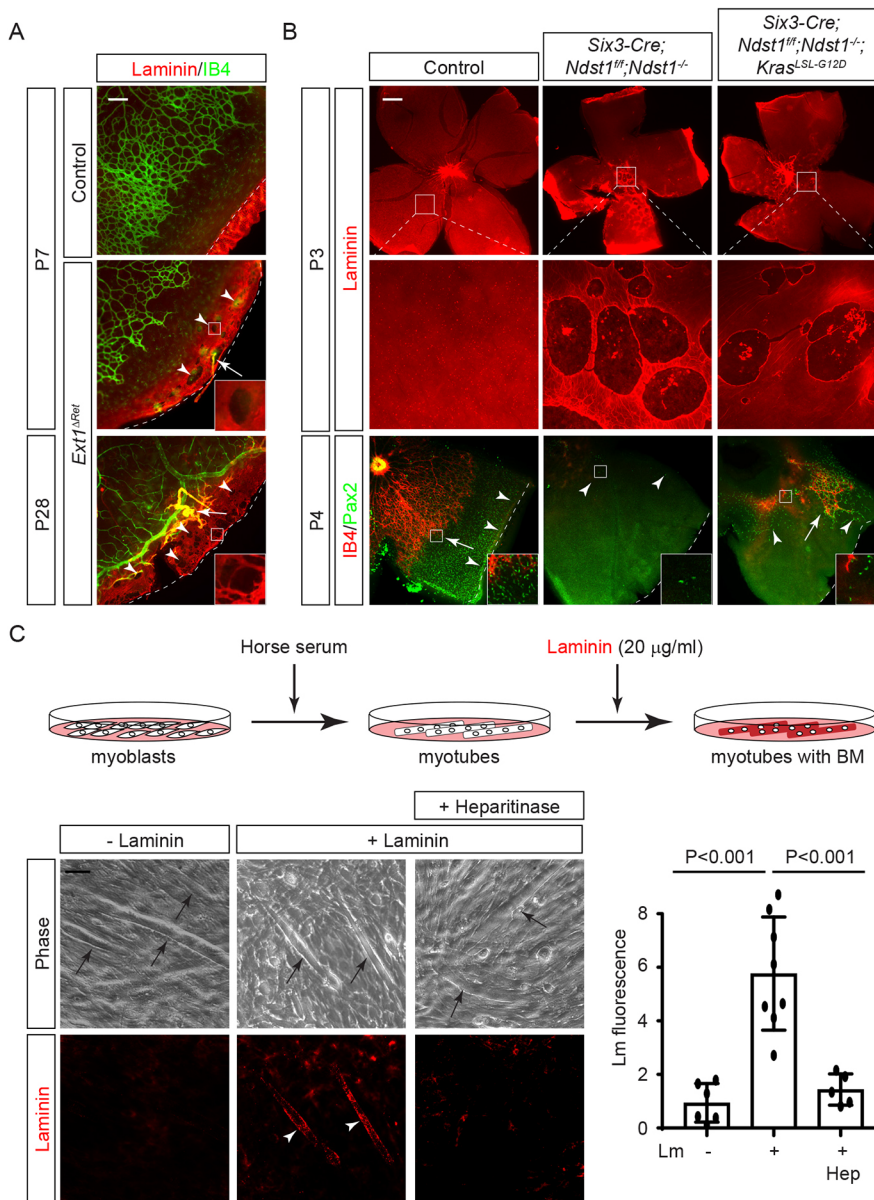 A
Laminin/IB4
P7
Control
Ext1ΔRet
P28
B
Control
Six3-Cre;
Ndst1f/f;Ndst1-/-
Six3-Cre;
Ndst1f/f;Ndst1-/-;
KrasLSL-G12D
P3
Laminin
P4
IB4/Pax2
C
Horse serum
Laminin (20 μg/ml)
myoblasts
myotubes
myotubes with BM
+ Heparitinase
- Laminin
+ Laminin
Phase
Laminin
P<0.001
P<0.001
Lm fluorescence
8
6
4
2
0
Lm - + +
Hep